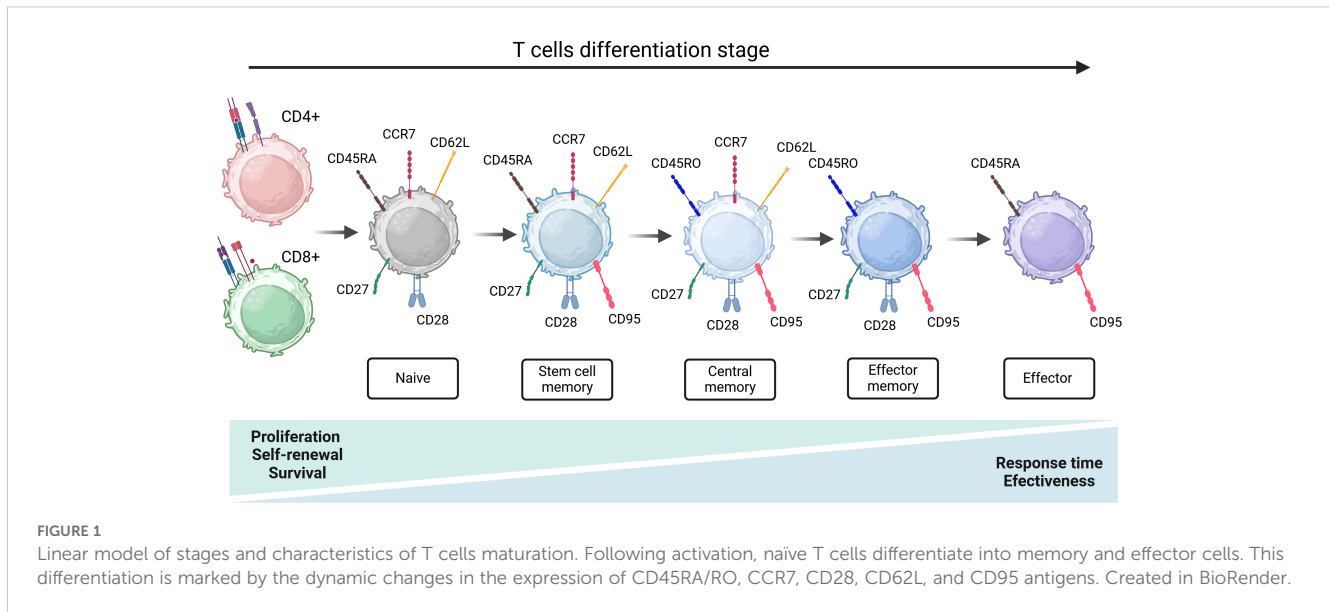 T cells differentiation stage
CD4+
CD8+
CD45RA
CCR7
CD62L
CD27
CD28
CD45RA
CCR7
CD62L
CD27
CD28
CD95
CD45RO
CCR7
CD62L
CD27
CD28
CD95
CD45RO
CD27
CD28
CD95
CD45RA
CD95
Naive
Stem cell
memory
Central
memory
Effector
memory
Effector
Proliferation
Self-renewal
Survival
Response time
Efectiveness
FIGURE 1
Linear model of stages and characteristics of T cells maturation. Following activation, naïve T cells differentiate into memory and effector cells. This
differentiation is marked by the dynamic changes in the expression of CD45RA/RO, CCR7, CD28, CD62L, and CD95 antigens. Created in BioRender.